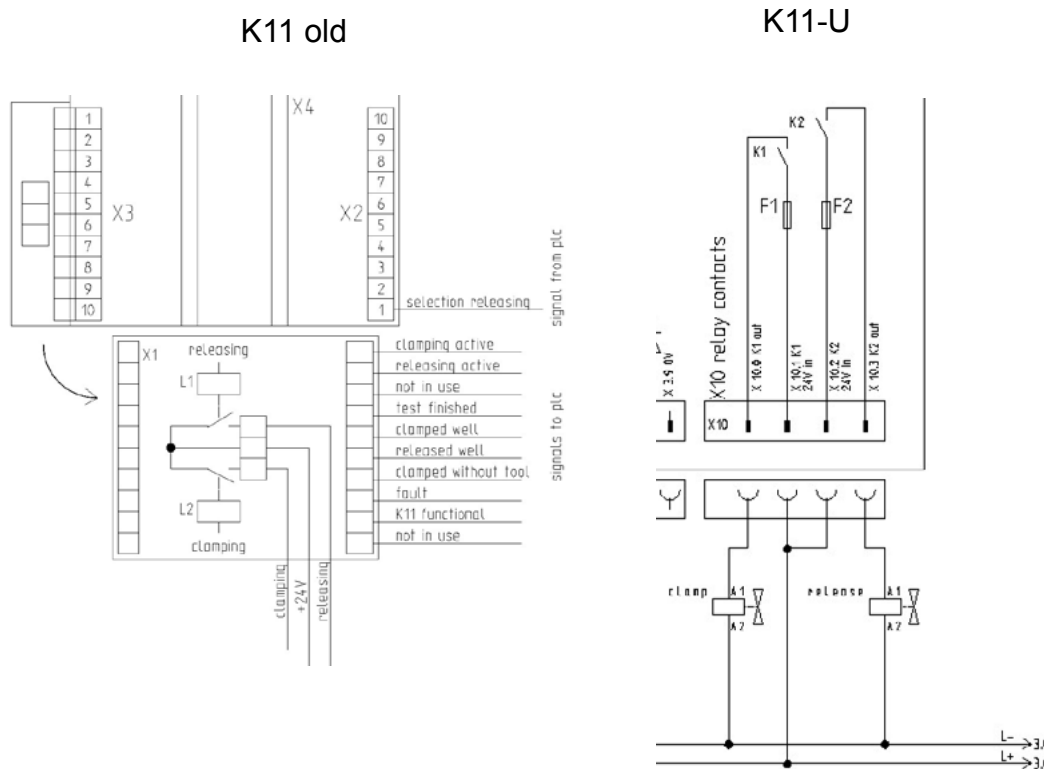 K11 old
K11-U
X4
1
2
3
4
5
6
7
8
9
10
X3
10
9
8
7
6
5
4
3
2
1
X2
selection releasing
signal from plc
X1
releasing
L1
L2
clamping
clamping active
releasing active
not in use
test finished
clamped well
released well
clamped without tool
fault
K11 functional
not in use
signals to plc
clamping
+24V
releasing
K2
K1
F1
F2
X10 relay contacts
X 3.9 0V
X 10.0 K1 out
X 10.1 K1
24V in
X 10.2 K2
24V in
X 10.3 K2 out
X10
clamp
A1
A2
release
A1
A2
L-
L+